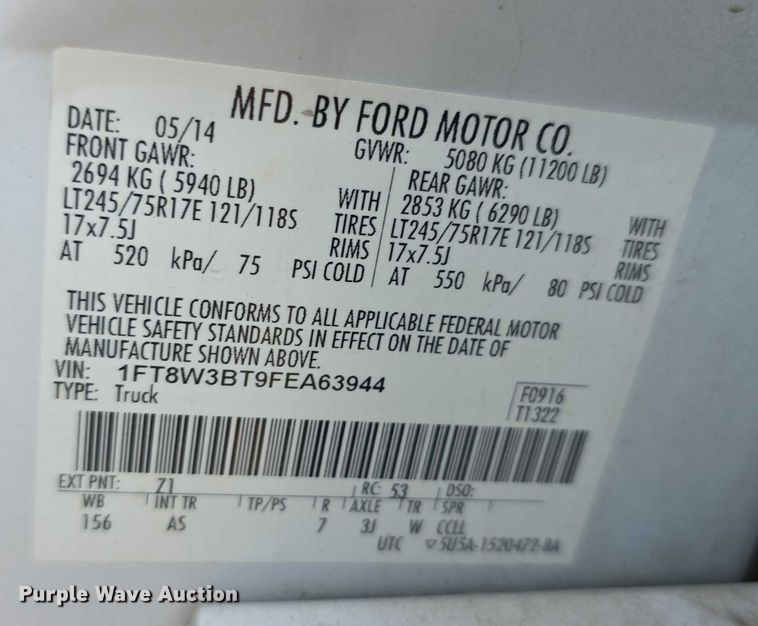 MFD. BY FORD MOTOR CO.
DATE: 05/14 GVWR: 5080 KG (11200 LB)
FRONT GAWR: REAR GAWR:
2694 KG ( 5940 LB) WITH 2853 KG ( 6290 LB) WITH
LT245/75R17E 121/118S TIRES LT245/75R17E 121/118S TIRES
17x7.5J RIMS 17x7.5J RIMS
AT 520 kPa/ 75 PSI COLD AT 550 kPa/ 80 PSI COLD
THIS VEHICLE CONFORMS TO ALL APPLICABLE FEDERAL MOTOR
VEHICLE SAFETY STANDARDS IN EFFECT ON THE DATE OF
MANUFACTURE SHOWN ABOVE.
VIN: 1FT8W3BT9FEA63944
TYPE: Truck
F0916
T1322
EXT PNT: Z1 RC: 53 DSO:
WB INT TR TP/PS R AXLE TR SPR
156 AS 7 3J W CCLL
UTC ▽5U5A-1520472-BA
Purple Wave Auction